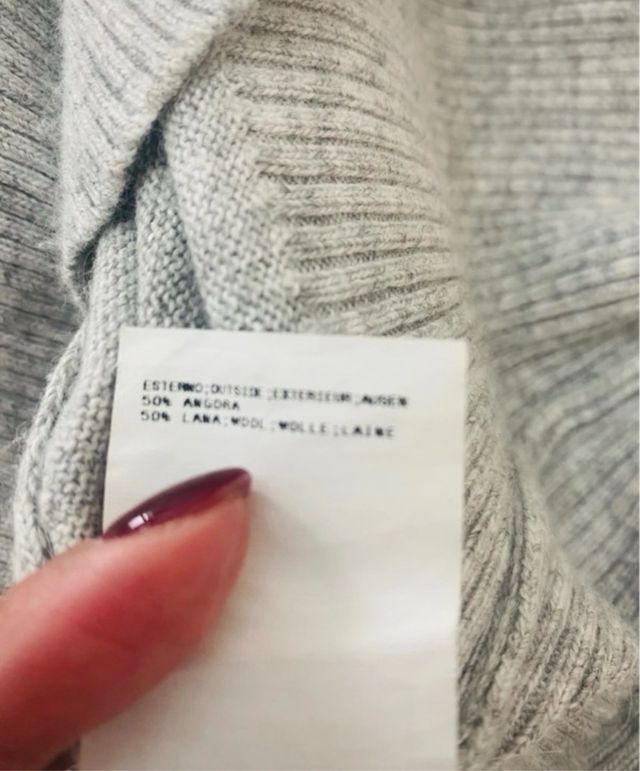 ESTERNO;OUTSIDE;EXTERIEUR;AUSEN
50% ANGORA
50% LANA;WOOL;WOLLE;LAINE